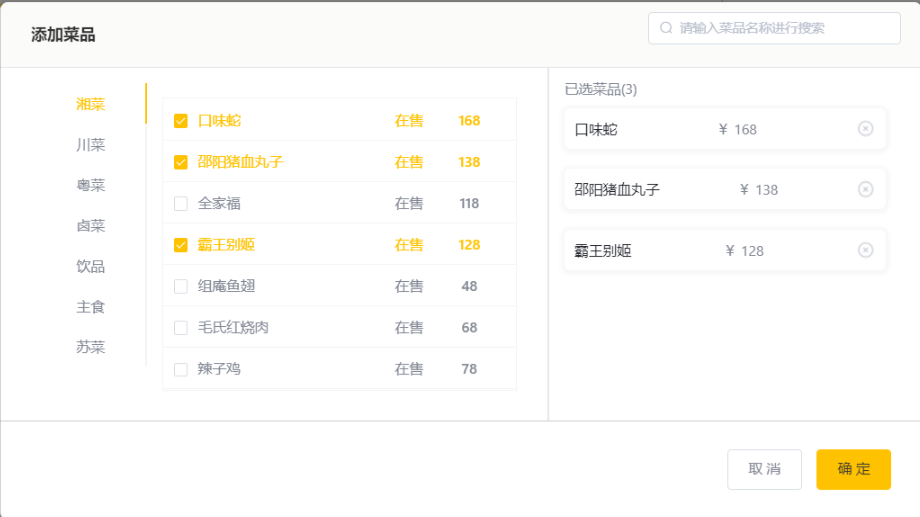 添加菜品
请输入菜品名称进行搜索
湘菜
川菜
粤菜
卤菜
饮品
主食
苏菜
口味蛇 在售 168
邵阳猪血丸子 在售 138
全家福 在售 118
霸王别姬 在售 128
组庵鱼翅 在售 48
毛氏红烧肉 在售 68
辣子鸡 在售 78
已选菜品(3)
口味蛇 ¥ 168
邵阳猪血丸子 ¥ 138
霸王别姬 ¥ 128
取 消
确 定